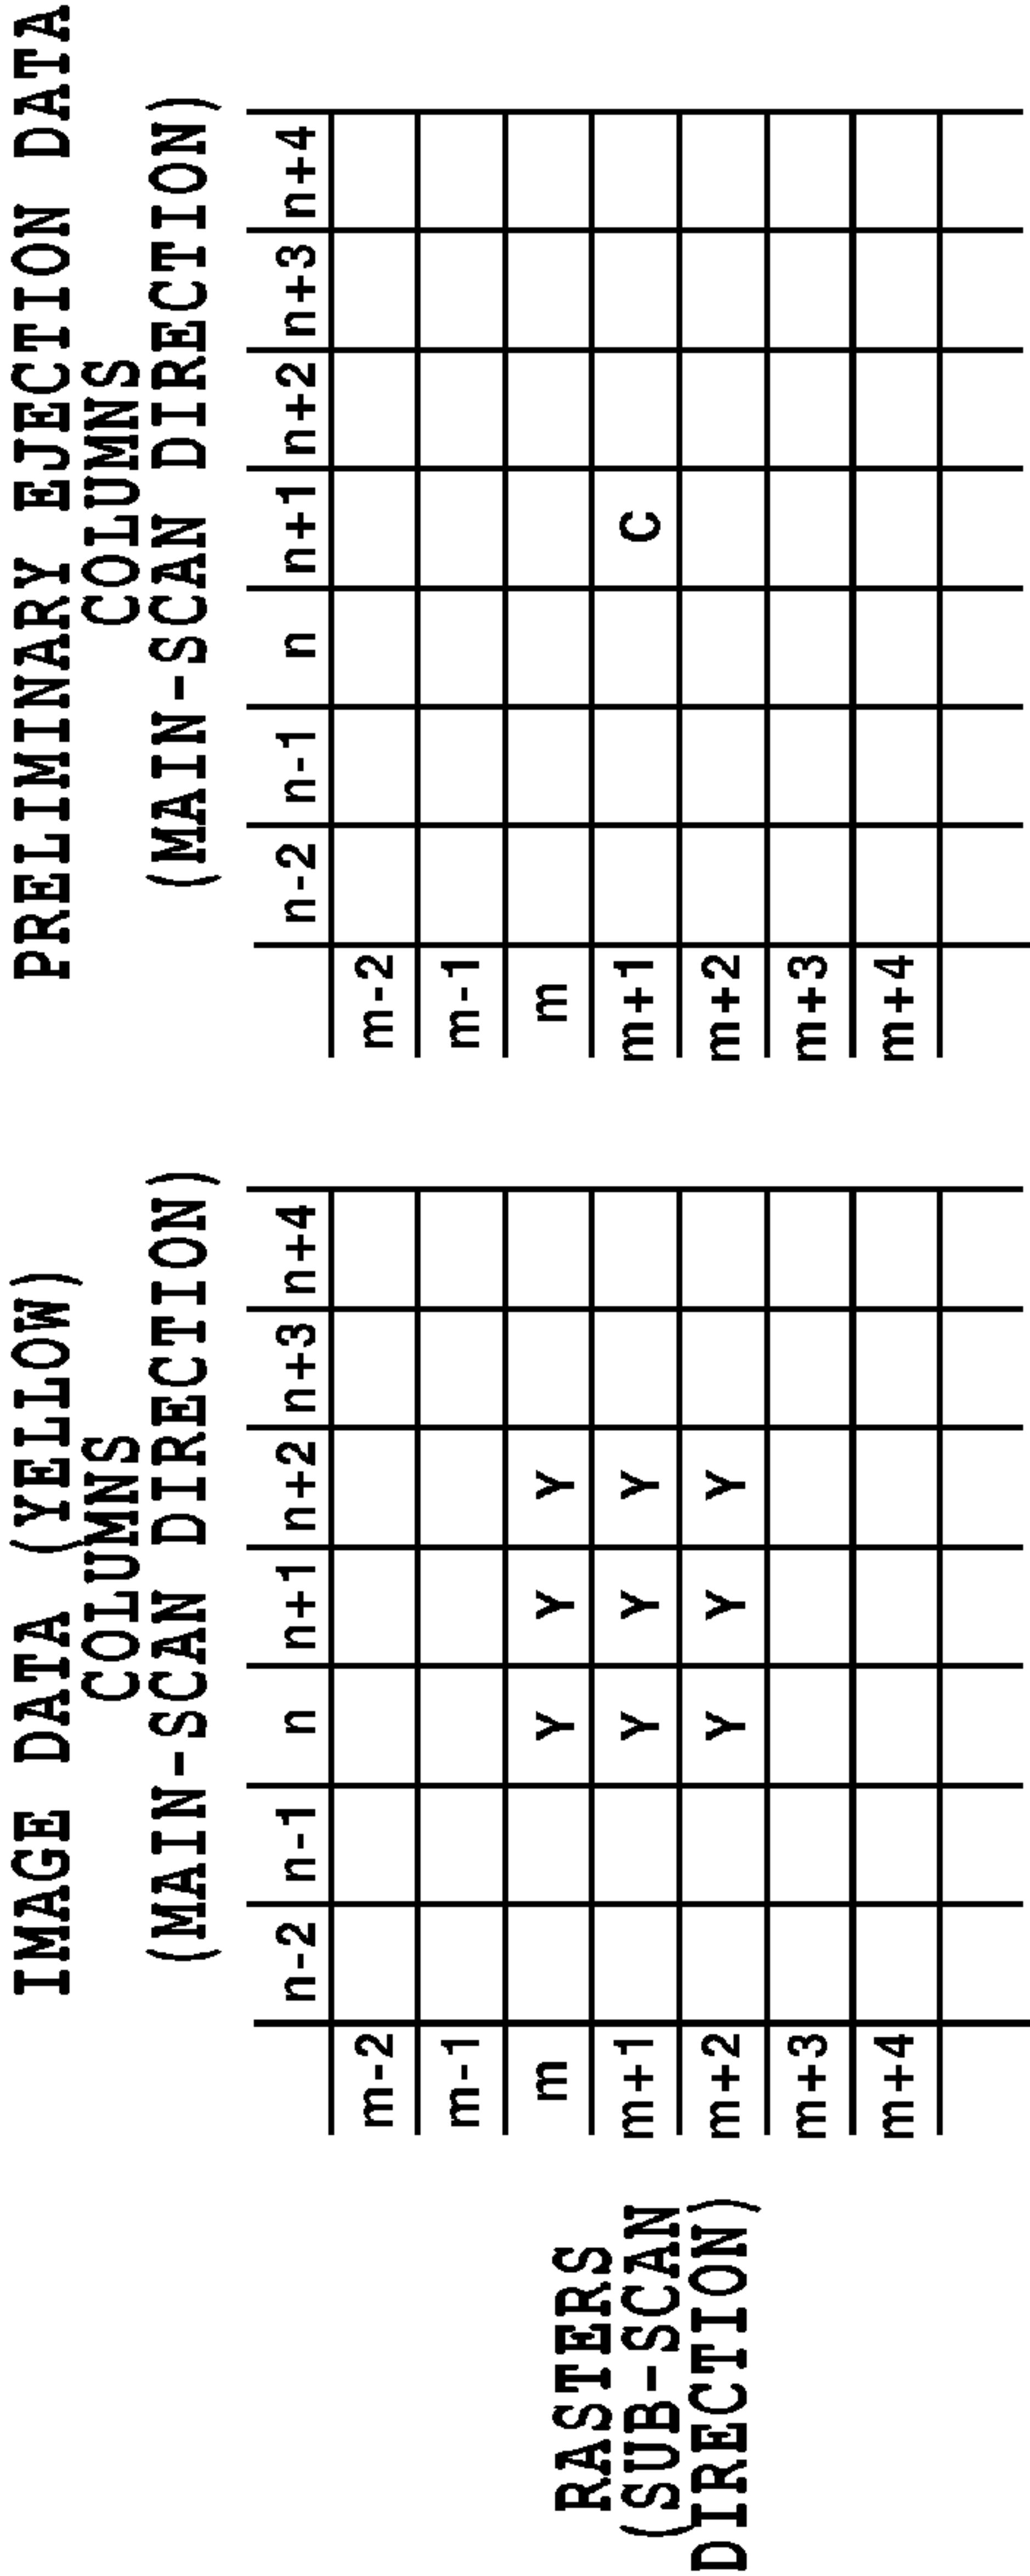 IMAGE DATA (YELLOW)
COLUMNS
(MAIN-SCAN DIRECTION)
n-2 n-1 n n+1 n+2 n+3 n+4
m-2
m-1
m Y Y Y
m+1 Y Y Y
m+2 Y Y Y
m+3
m+4
RASTERS
(SUB-SCAN
DIRECTION)
PRELIMINARY EJECTION DATA
COLUMNS
(MAIN-SCAN DIRECTION)
n-2 n-1 n n+1 n+2 n+3 n+4
m-2
m-1
m
m+1 C
m+2
m+3
m+4